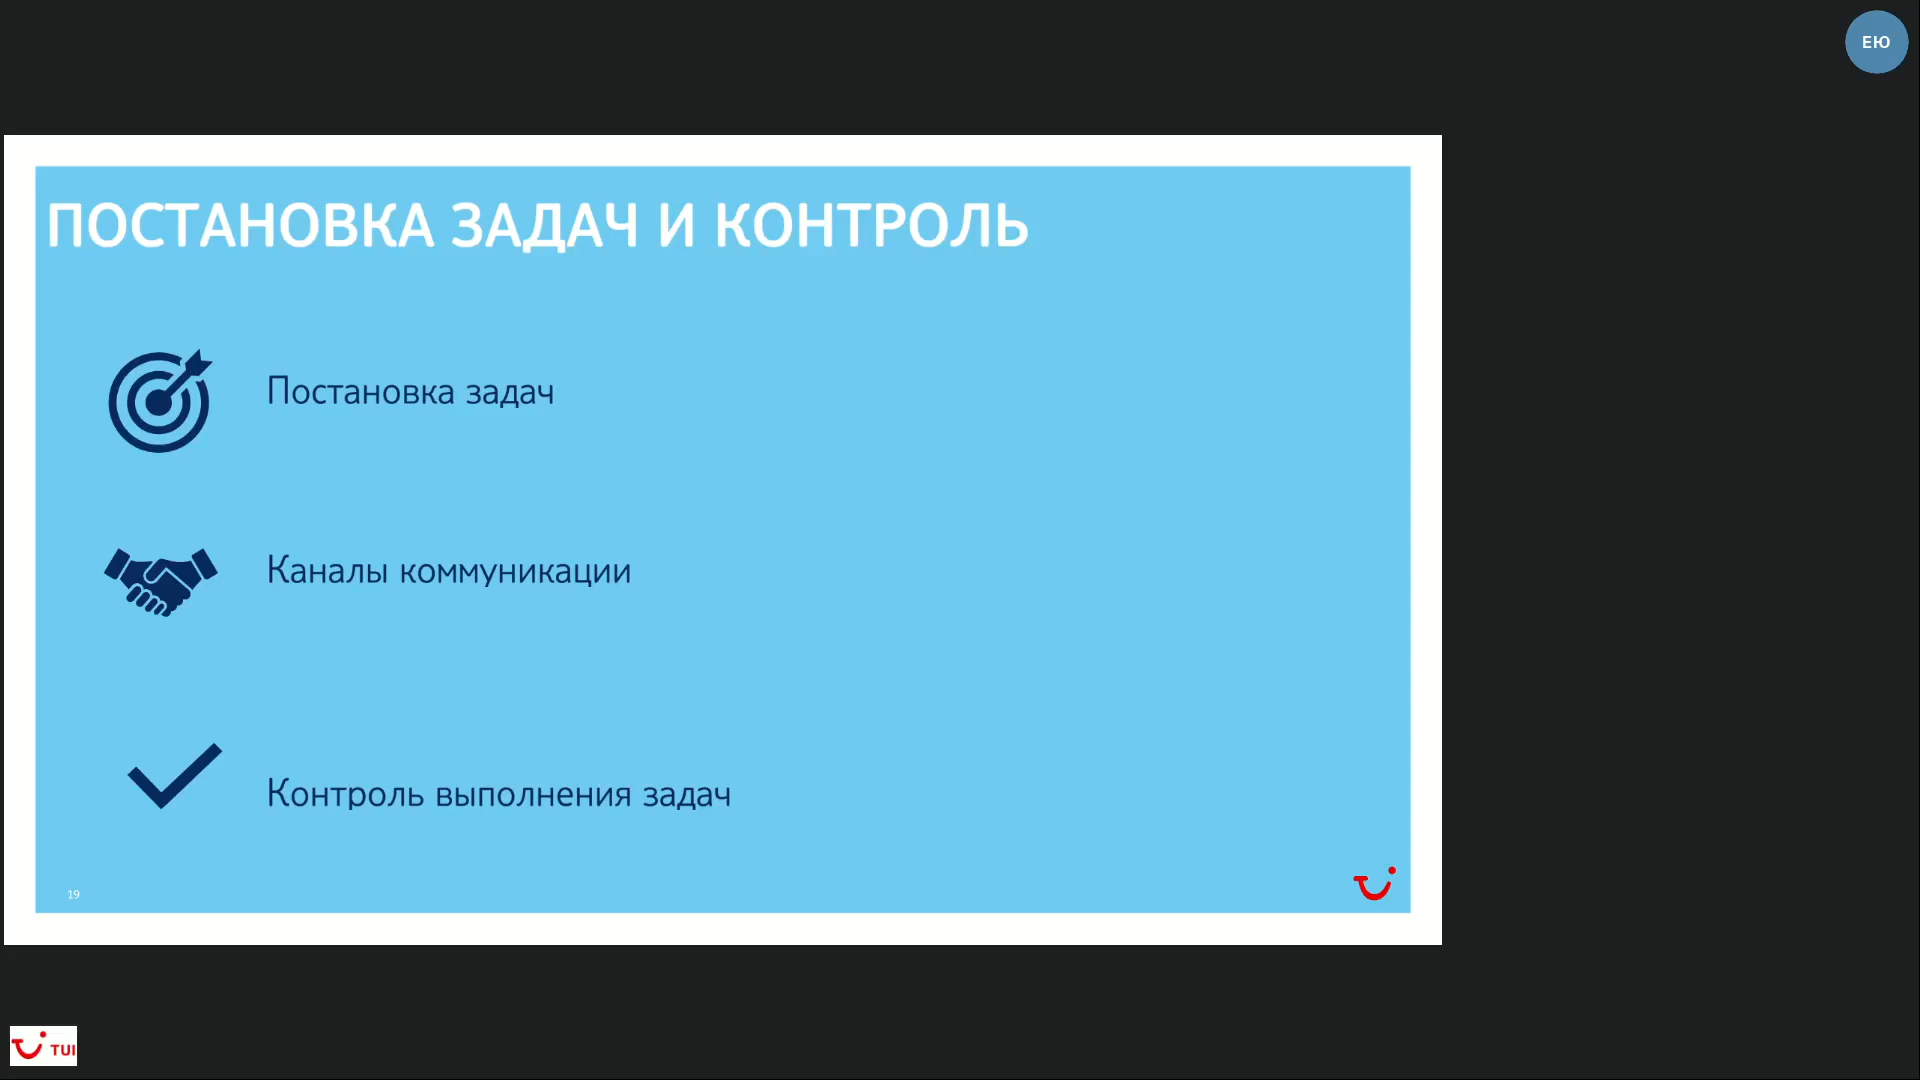 ЕЮ
ПОСТАНОВКА ЗАДАЧ И КОНТРОЛЬ
Постановка задач
Каналы коммуникации
Контроль выполнения задач
19
TUI